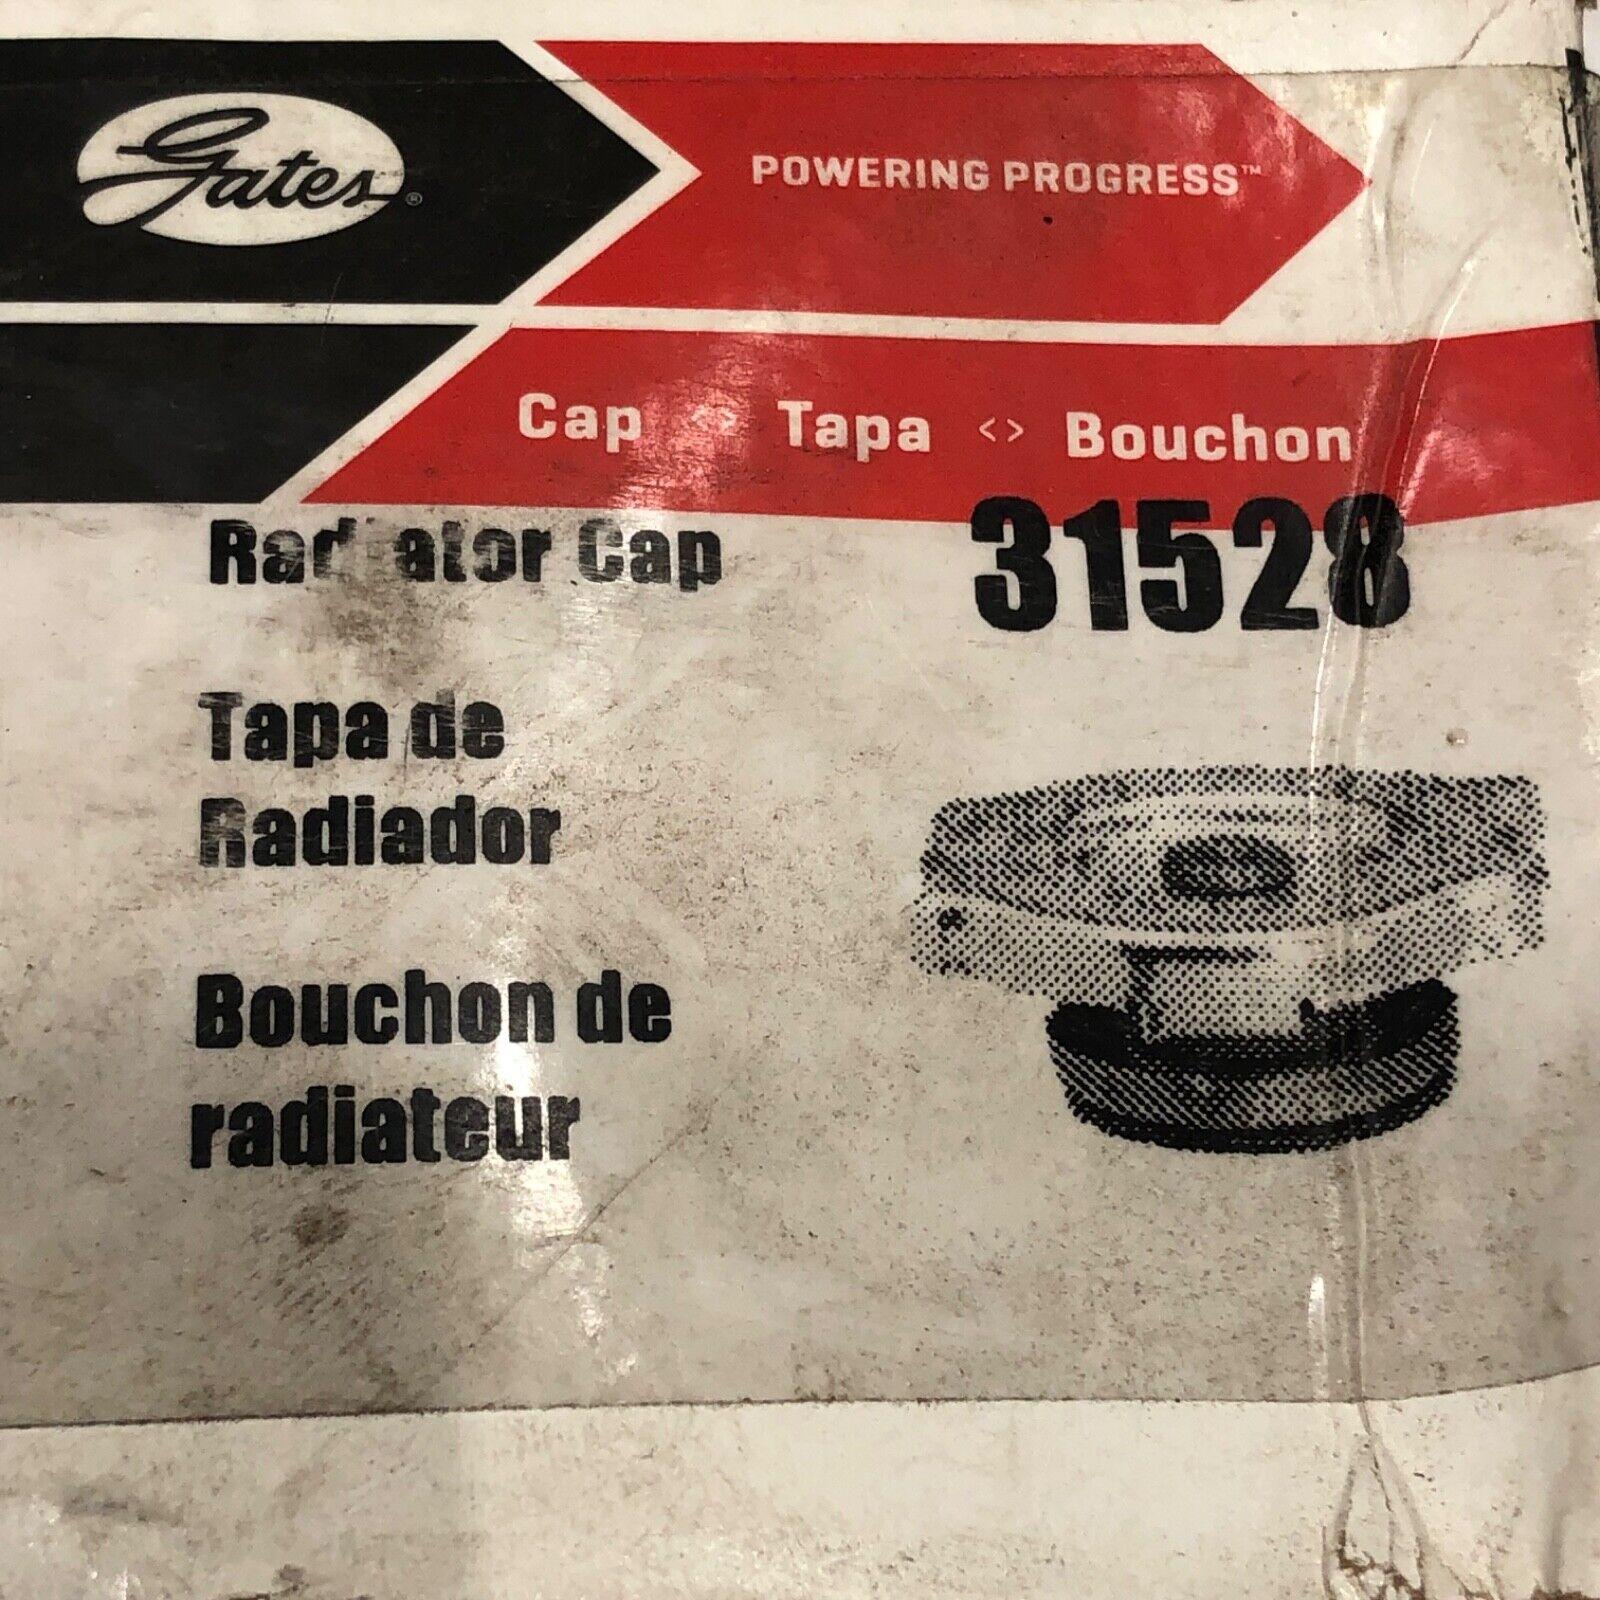 Gates®
POWERING PROGRESS™
Cap <> Tapa <> Bouchon
Radiator Cap 31528
Tapa de
Radiador
Bouchon de
radiateur